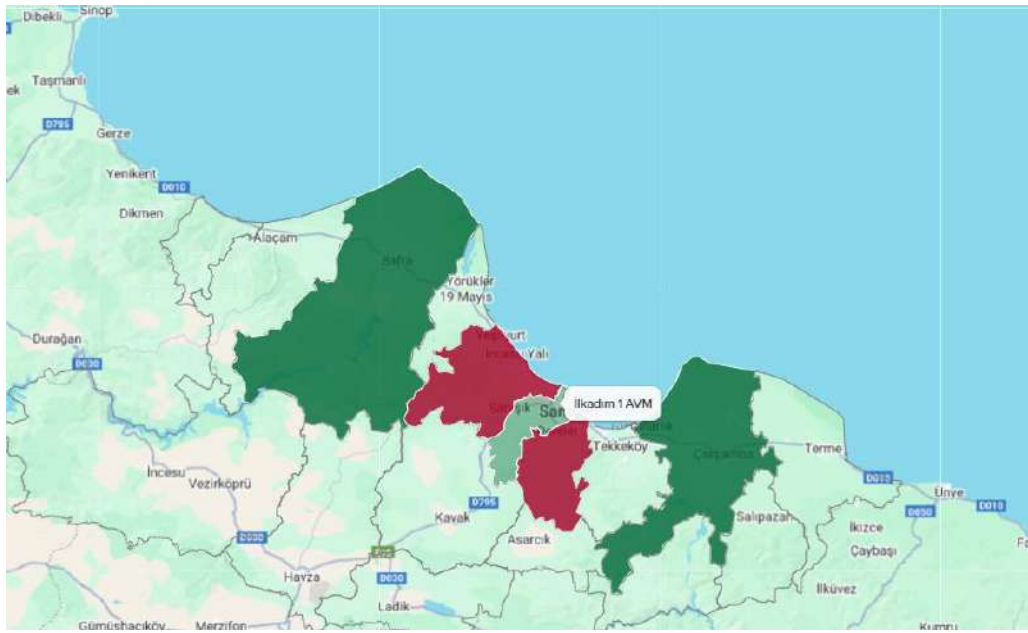 Sinop
Dibekli
Taşmanlı
ek
D795
Gerze
Yenikent
D010
Dikmen
Alaçam
Bafra
Yörükler
19 Mayıs
Durağan
D030
İncesu Yalı
İlkadım 1 AVM
Tekkeköy
Çarşamba
Terme
D010
Ünye
D010
İncesu
Vezirköprü
D795
Kavak
D850
Salıpazarı
İkizce
Çaybaşı
Asarcık
D030
Havza
D030
Ladik
İlküvez
Gümüşhacıköy
Merzifon
Kumru